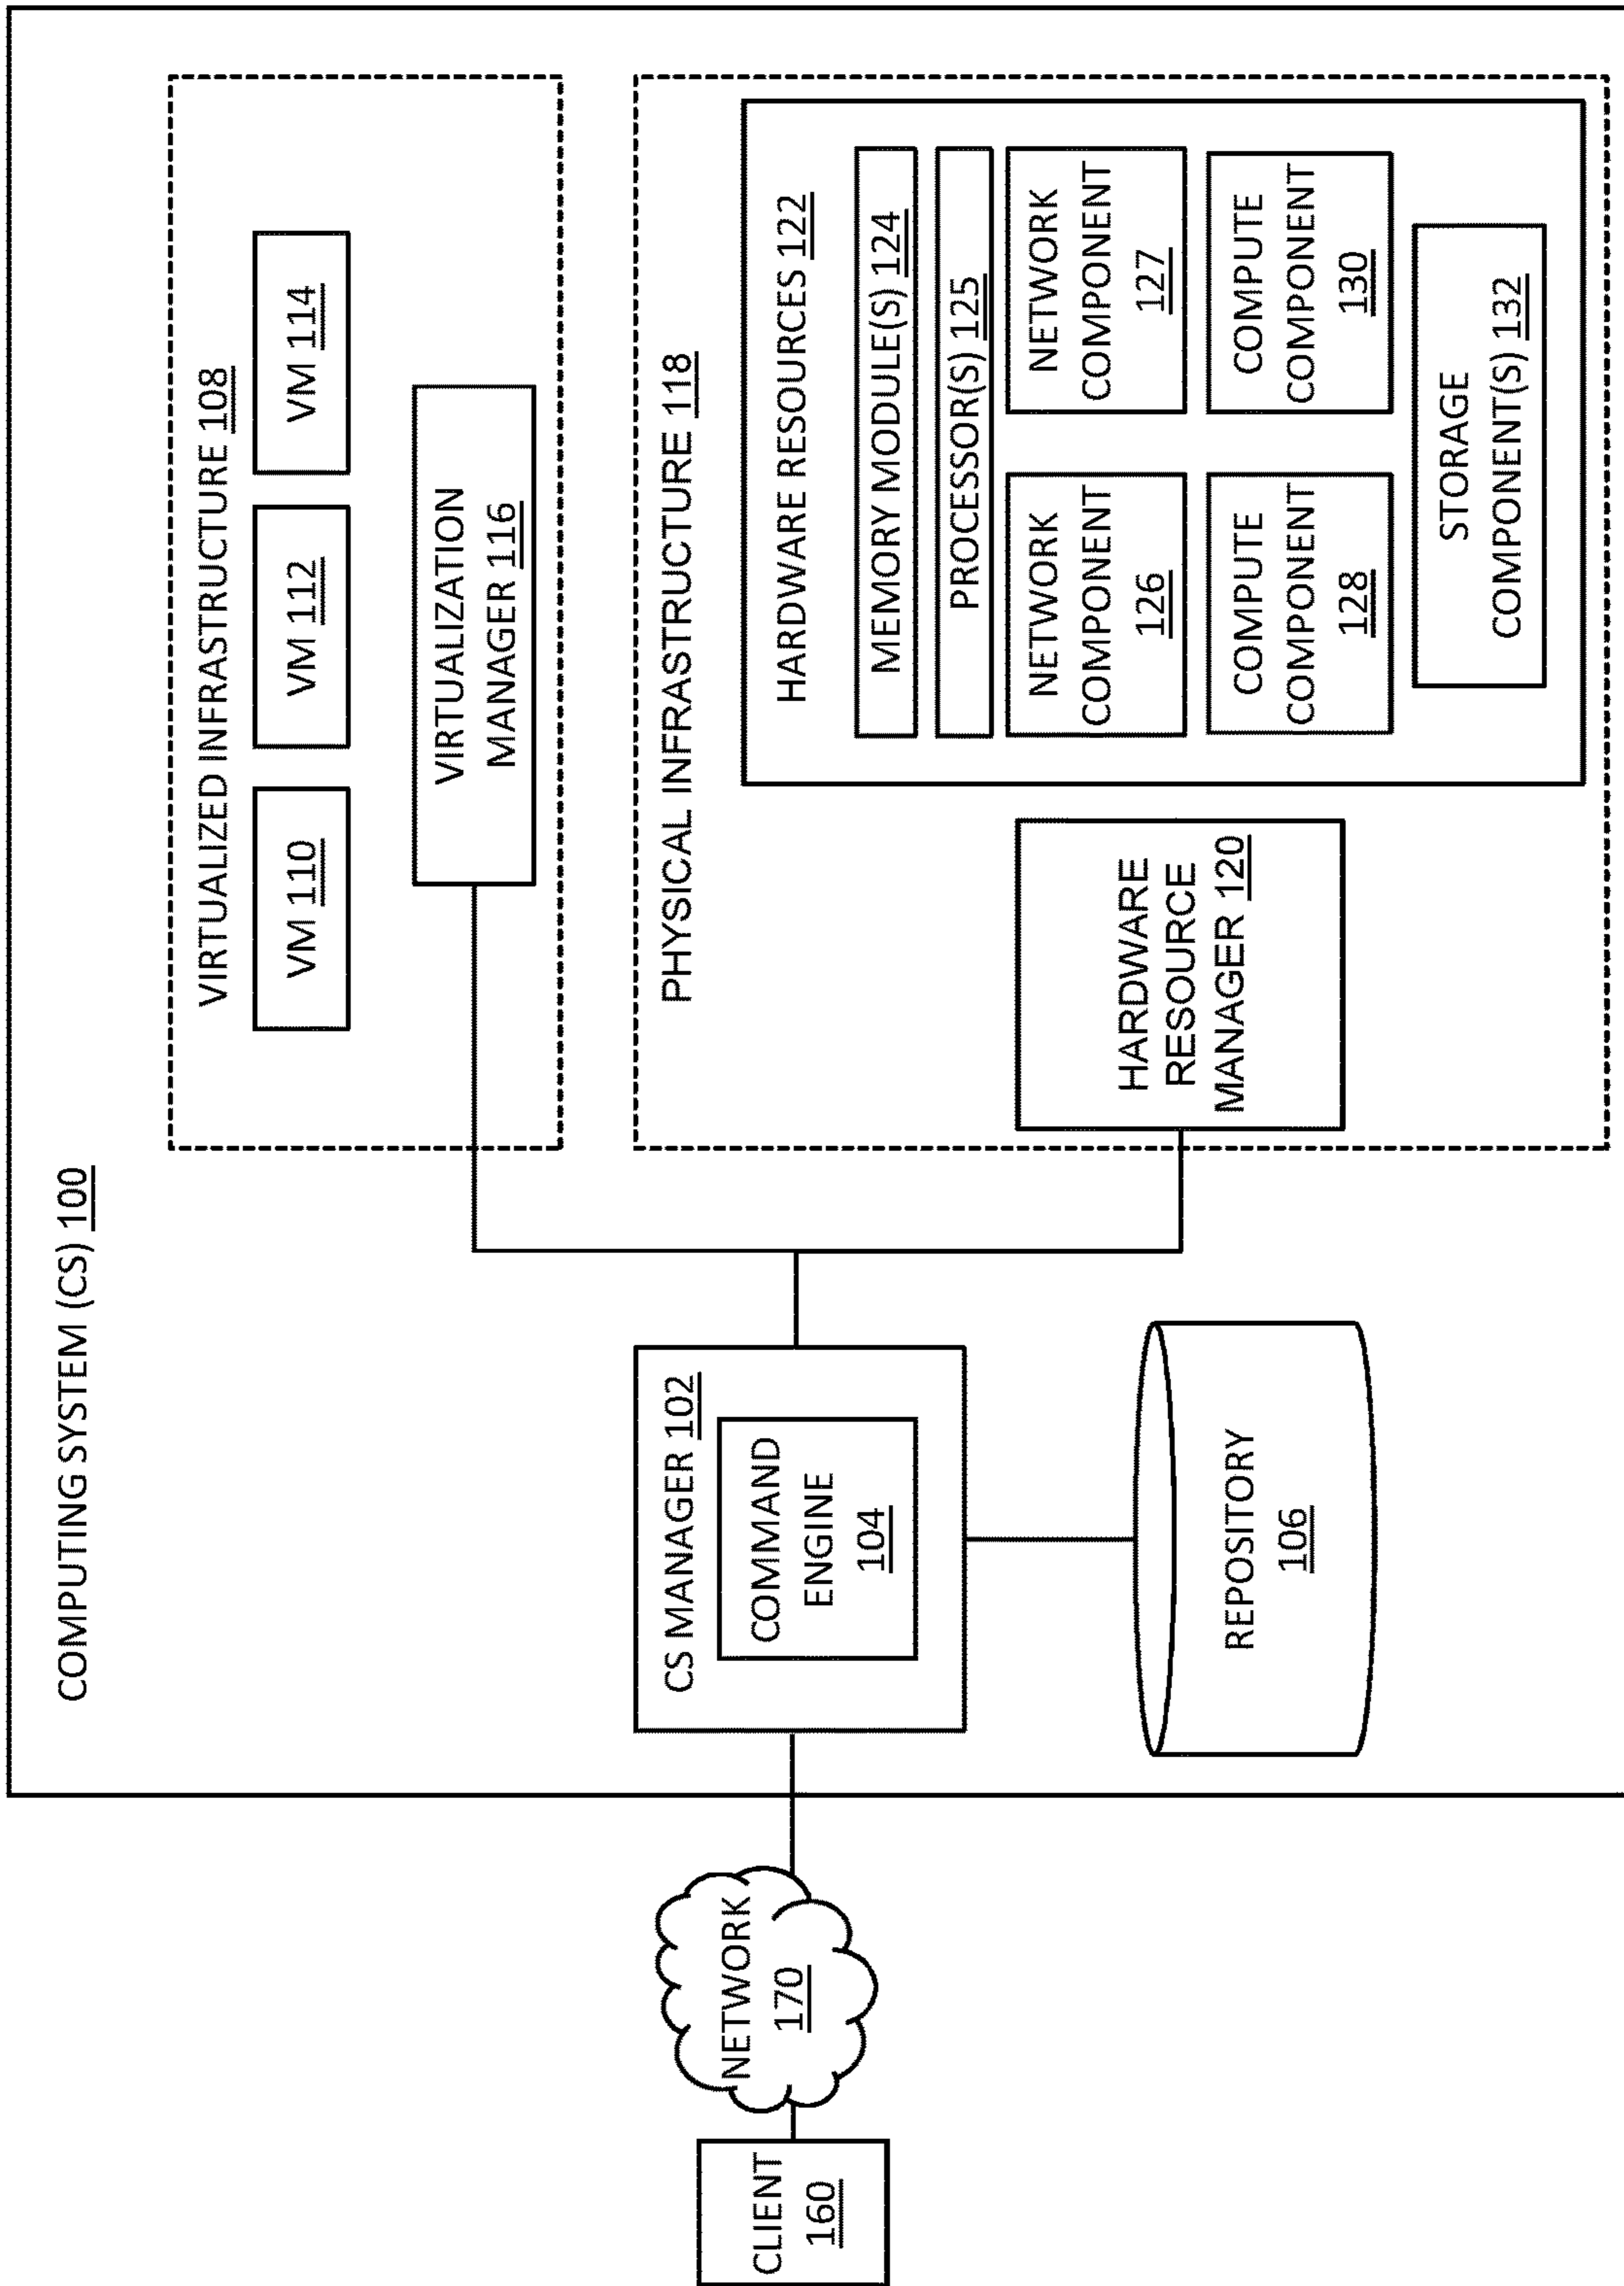 COMPUTING SYSTEM (CS) 100
CLIENT
160
NETWORK
170
CS MANAGER 102
COMMAND
ENGINE
104
REPOSITORY
106
VIRTUALIZED INFRASTRUCTURE 108
VM 110
VM 112
VM 114
VIRTUALIZATION
MANAGER 116
PHYSICAL INFRASTRUCTURE 118
HARDWARE
RESOURCE
MANAGER 120
HARDWARE RESOURCES 122
MEMORY MODULE(S) 124
PROCESSOR(S) 125
NETWORK
COMPONENT
126
NETWORK
COMPONENT
127
COMPUTE
COMPONENT
128
COMPUTE
COMPONENT
130
STORAGE
COMPONENT(S) 132